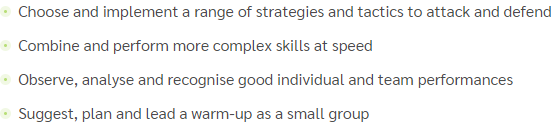 Choose and implement a range of strategies and tactics to attack and defend
Combine and perform more complex skills at speed
Observe, analyse and recognise good individual and team performances
Suggest, plan and lead a warm-up as a small group